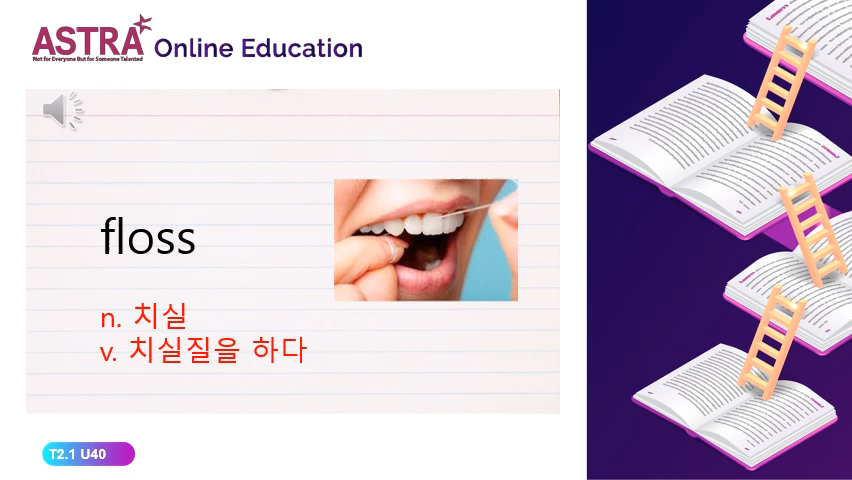 ASTRA
Not for Everyone But for Someone Talented
Online Education
floss
n. 치실
v. 치실질을 하다
T2.1 U40